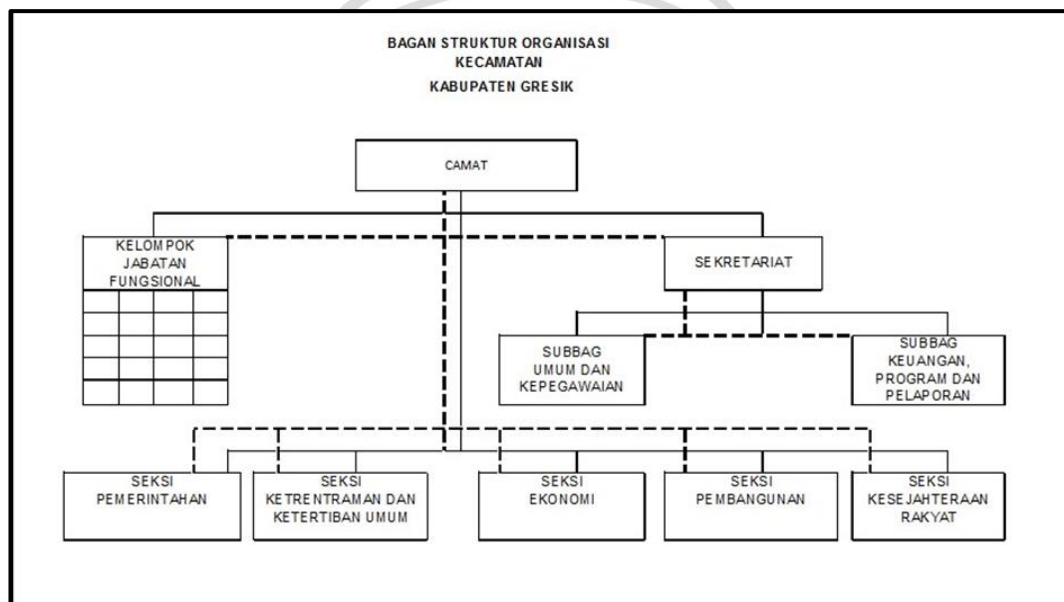 BAGAN STRUKTUR ORGANISASI
KECAMATAN
KABUPATEN GRESIK
CAMAT
KELOMPOK
JABATAN
FUNGSIONAL
SEKRETARIAT
SUBBAG
UMUM DAN
KEPEGAWAIAN
SUBBAG
KEUANGAN,
PROGRAM DAN
PELAPORAN
SEKSI
PEMERINTAHAN
SEKSI
KETRENTRAMAN DAN
KETERTIBAN UMUM
SEKSI
EKONOMI
SEKSI
PEMBANGUNAN
SEKSI
KESEJAHTERAAN
RAKYAT